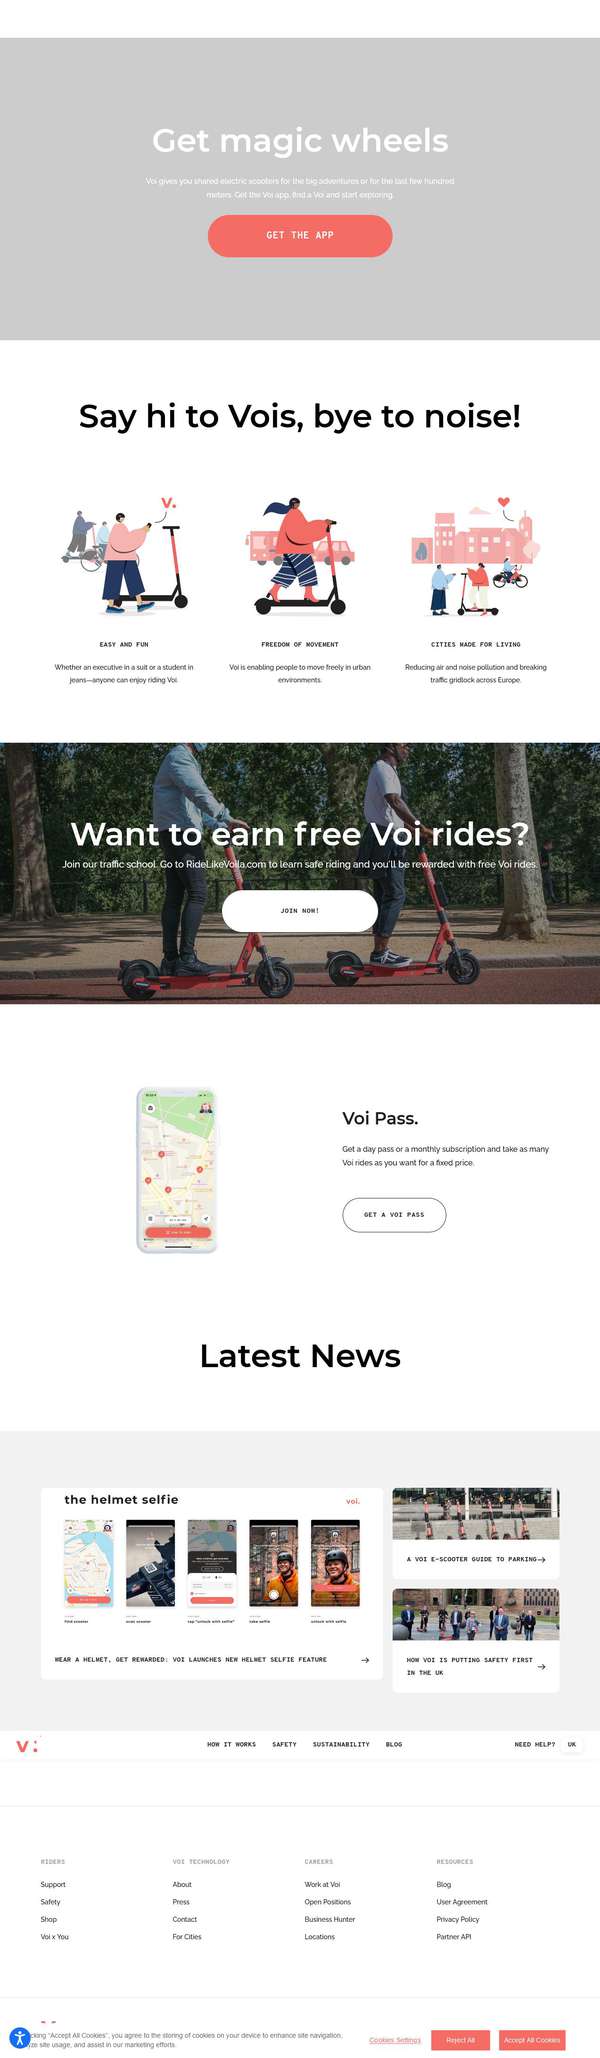 Get magic wheels
Voi gives you shared electric scooters for the big adventures or for the last few hundred
meters. Get the Voi app, find a Voi and start exploring.
GET THE APP
Say hi to Vois, bye to noise!
v.
EASY AND FUN
Whether an executive in a suit or a student in
jeans—anyone can enjoy riding Voi.
FREEDOM OF MOVEMENT
Voi is enabling people to move freely in urban
environments.
CITIES MADE FOR LIVING
Reducing air and noise pollution and breaking
traffic gridlock across Europe.
Want to earn free Voi rides?
Join our traffic school. Go to RideLikeVoila.com to learn safe riding and you'll be rewarded with free Voi rides.
JOIN NOW!
Voi Pass.
Get a day pass or a monthly subscription and take as many
Voi rides as you want for a fixed price.
GET A VOI PASS
Latest News
the helmet selfie
voi.
find scooter
scan scooter
tap "unlock with selfie"
take selfie
unlock with selfie
WEAR A HELMET, GET REWARDED: VOI LAUNCHES NEW HELMET SELFIE FEATURE
A VOI E-SCOOTER GUIDE TO PARKING
HOW VOI IS PUTTING SAFETY FIRST
IN THE UK
HOW IT WORKS
SAFETY
SUSTAINABILITY
BLOG
NEED HELP?
UK
RIDERS
Support
Safety
Shop
Voi x You
VOI TECHNOLOGY
About
Press
Contact
For Cities
CAREERS
Work at Voi
Open Positions
Business Hunter
Locations
RESOURCES
Blog
User Agreement
Privacy Policy
Partner API
cking "Accept All Cookies", you agree to the storing of cookies on your device to enhance site navigation,
ze site usage, and assist in our marketing efforts.
Cookies Settings
Reject All
Accept All Cookies